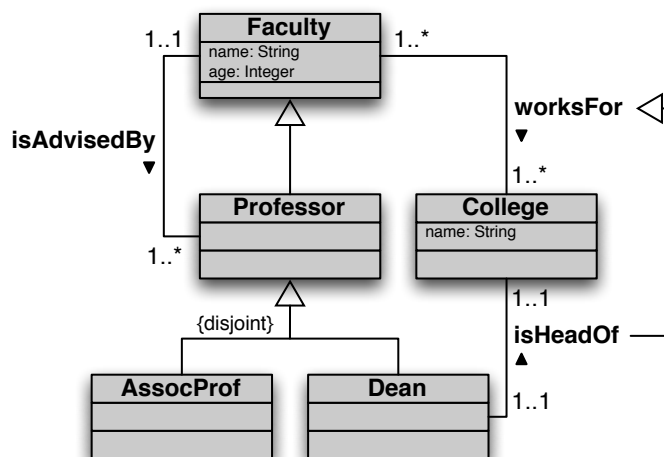 Faculty
1..1
1..*
name: String
age: Integer
worksFor
isAdvisedBy
1..*
Professor
College
name: String
1..*
1..1
{disjoint}
isHeadOf
AssocProf
Dean
1..1